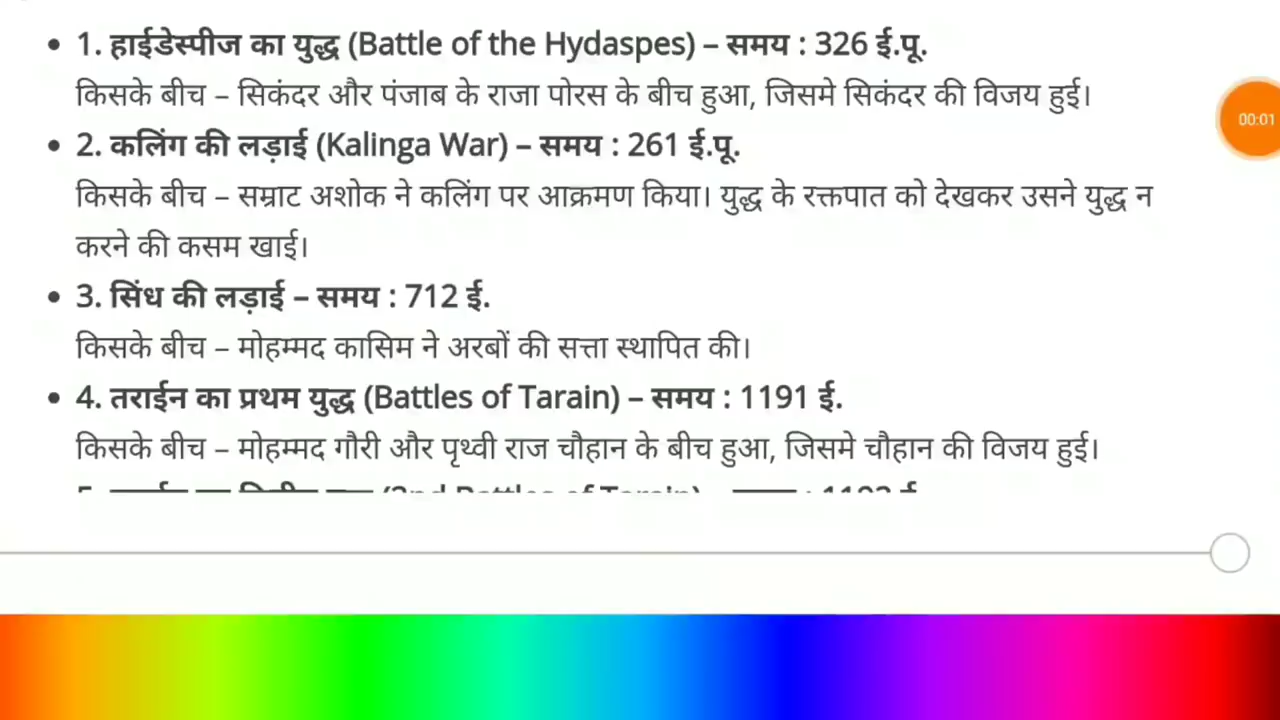 • 1. हाईडेस्पीज का युद्ध (Battle of the Hydaspes) – समय : 326 ई.पू.
किसके बीच – सिकंदर और पंजाब के राजा पोरस के बीच हुआ, जिसमे सिकंदर की विजय हुई।
00:01
• 2. कलिंग की लड़ाई (Kalinga War) – समय : 261 ई.पू.
किसके बीच – सम्राट अशोक ने कलिंग पर आक्रमण किया। युद्ध के रक्तपात को देखकर उसने युद्ध न
करने की कसम खाई।
• 3. सिंध की लड़ाई – समय : 712 ई.
किसके बीच – मोहम्मद कासिम ने अरबों की सत्ता स्थापित की।
• 4. तराईन का प्रथम युद्ध (Battles of Tarain) – समय : 1191 ई.
किसके बीच – मोहम्मद गौरी और पृथ्वी राज चौहान के बीच हुआ, जिसमे चौहान की विजय हुई।